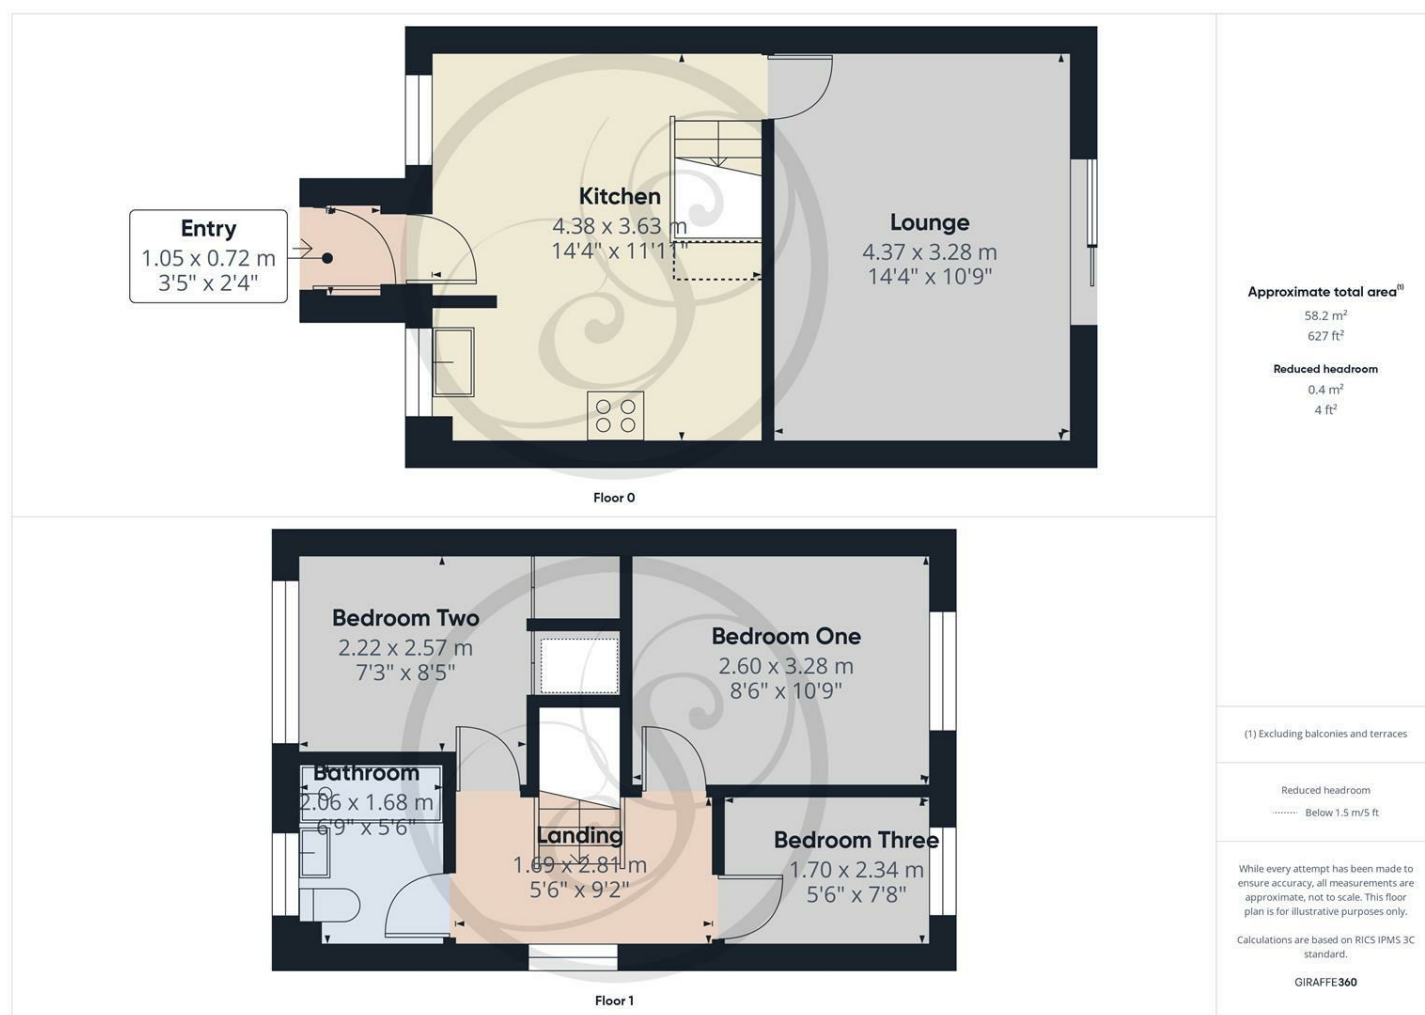 Entry
1.05 x 0.72 m
3'5" x 2'4"
Kitchen
4.38 x 3.63 m
14'4" x 11'11"
Lounge
4.37 x 3.28 m
14'4" x 10'9"
Floor 0
Bedroom Two
2.22 x 2.57 m
7'3" x 8'5"
Bedroom One
2.60 x 3.28 m
8'6" x 10'9"
Bathroom
2.06 x 1.68 m
6'9" x 5'6"
Landing
1.69 x 2.81 m
5'6" x 9'2"
Bedroom Three
1.70 x 2.34 m
5'6" x 7'8"
Floor 1
Approximate total area⁽¹⁾
58.2 m²
627 ft²
Reduced headroom
0.4 m²
4 ft²
(1) Excluding balconies and terraces
Reduced headroom
Below 1.5 m/5 ft
While every attempt has been made to
ensure accuracy, all measurements are
approximate, not to scale. This floor
plan is for illustrative purposes only.
Calculations are based on RICS IPMS 3C
standard.
GIRAFFE360